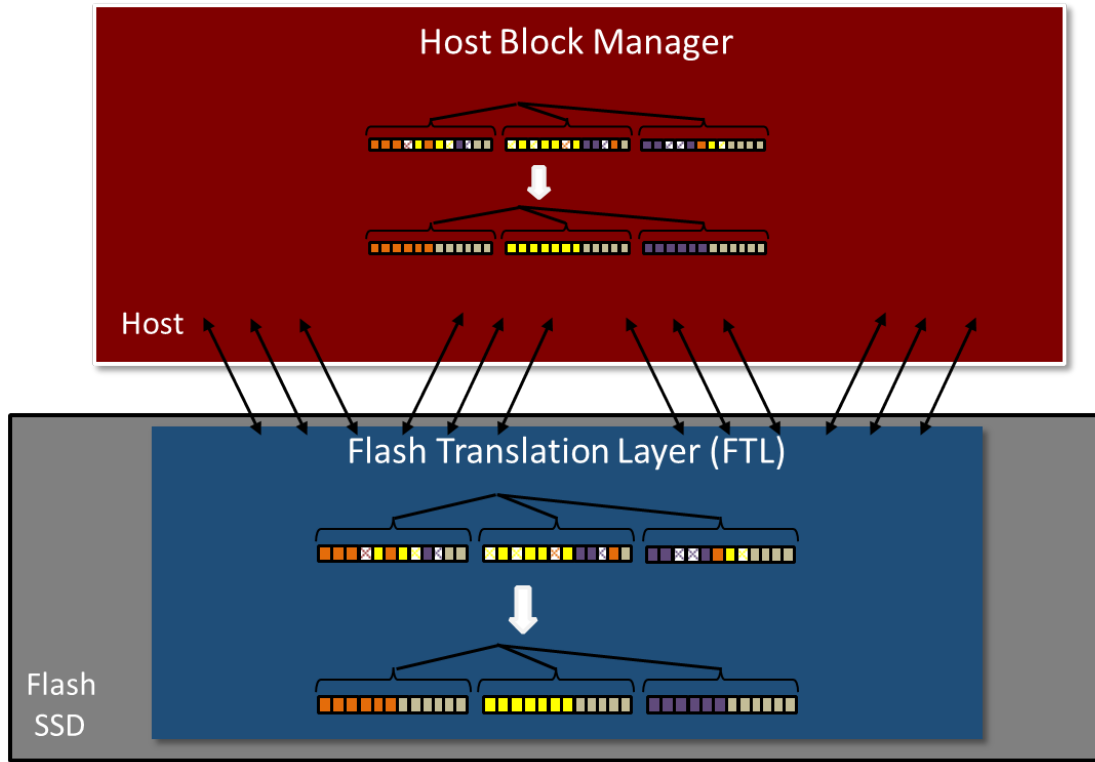 Host Block Manager
Host
Flash Translation Layer (FTL)
Flash
SSD